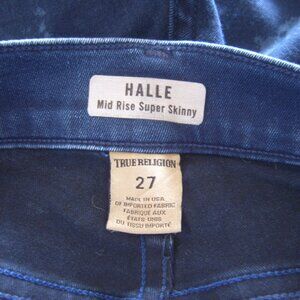 HALLE
Mid Rise Super Skinny
TRUE RELIGION
27
MADE IN U.S.A.
OF IMPORTED FABRIC
FABRIQUÉ AUX
ÉTATS UNIS
DU TISSU IMPORTÉ